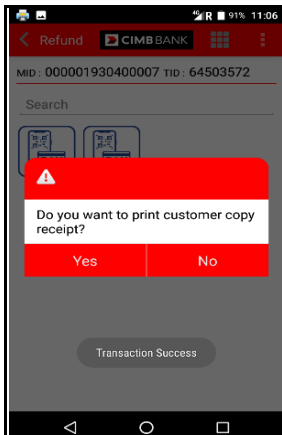 R 91% 11:06
Refund CIMB BANK
MID: 000001930400007 TID: 64503572
Search
Do you want to print customer copy
receipt?
Yes No
Transaction Success